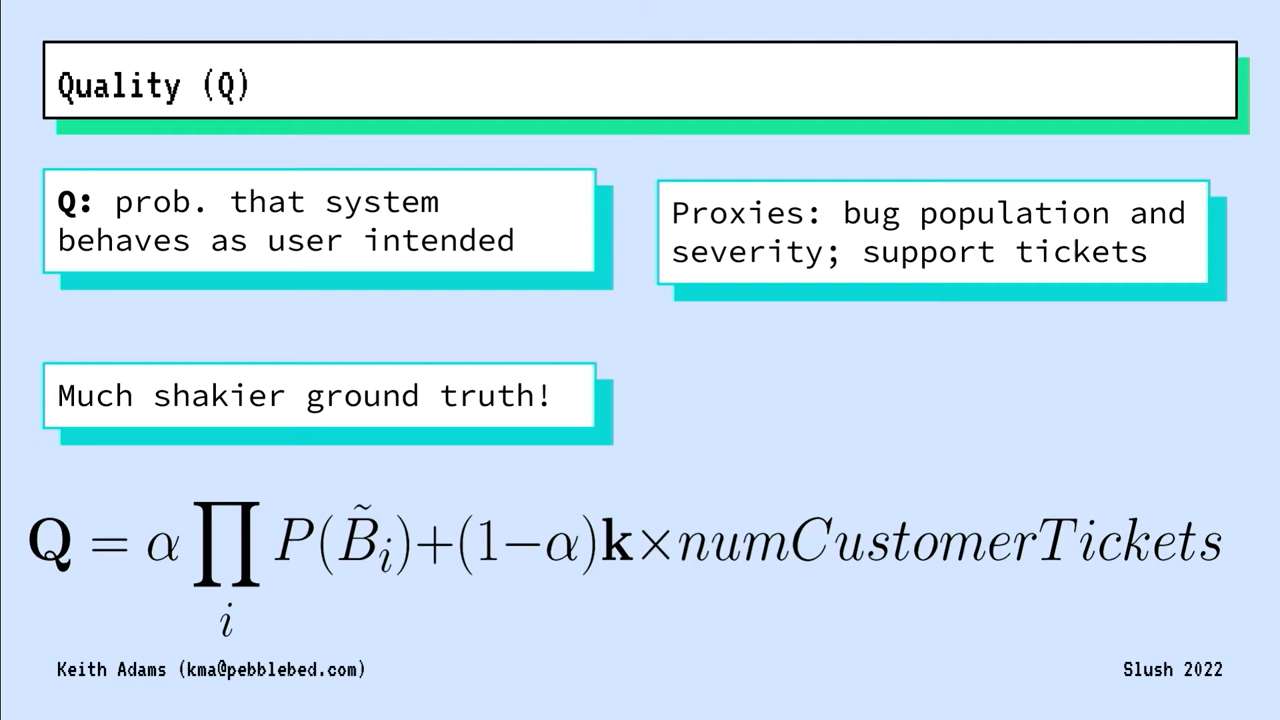 Quality (Q)
Q: prob. that system
behaves as user intended
Proxies: bug population and
severity; support tickets
Much shakier ground truth!
Q = α ∏ P(B̃ᵢ)+(1−α)k×numCustomerTickets
i
Keith Adams (kma@pebblebed.com)
Slush 2022